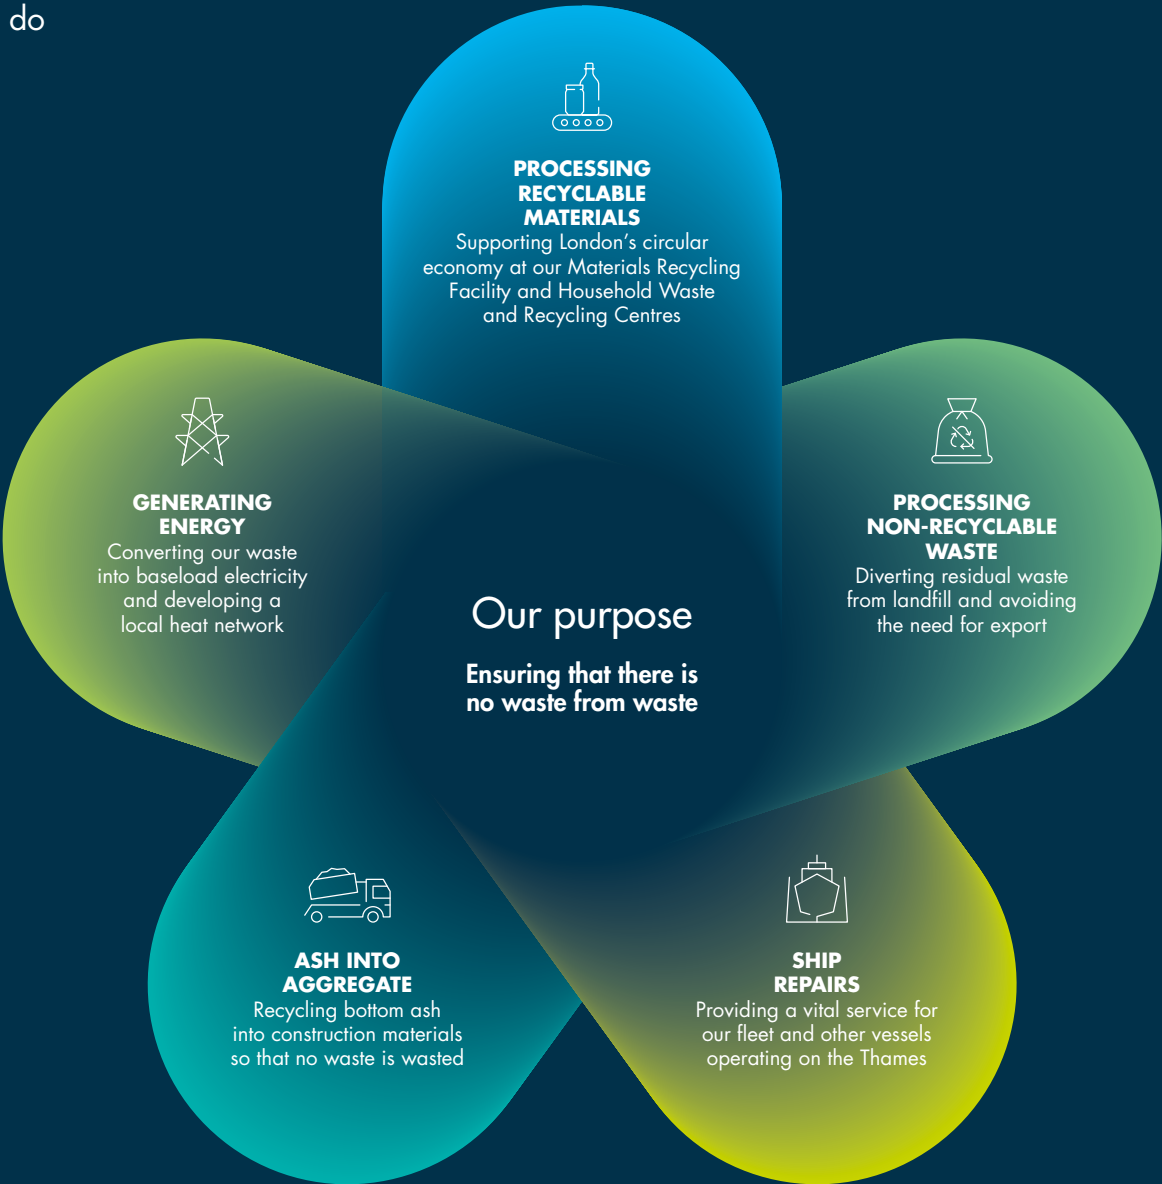 do
PROCESSING
RECYCLABLE
MATERIALS
Supporting London’s circular
economy at our Materials Recycling
Facility and Household Waste
and Recycling Centres
GENERATING
ENERGY
Converting our waste
into baseload electricity
and developing a
local heat network
PROCESSING
NON-RECYCLABLE
WASTE
Diverting residual waste
from landfill and avoiding
the need for export
Our purpose
Ensuring that there is
no waste from waste
ASH INTO
AGGREGATE
Recycling bottom ash
into construction materials
so that no waste is wasted
SHIP
REPAIRS
Providing a vital service for
our fleet and other vessels
operating on the Thames